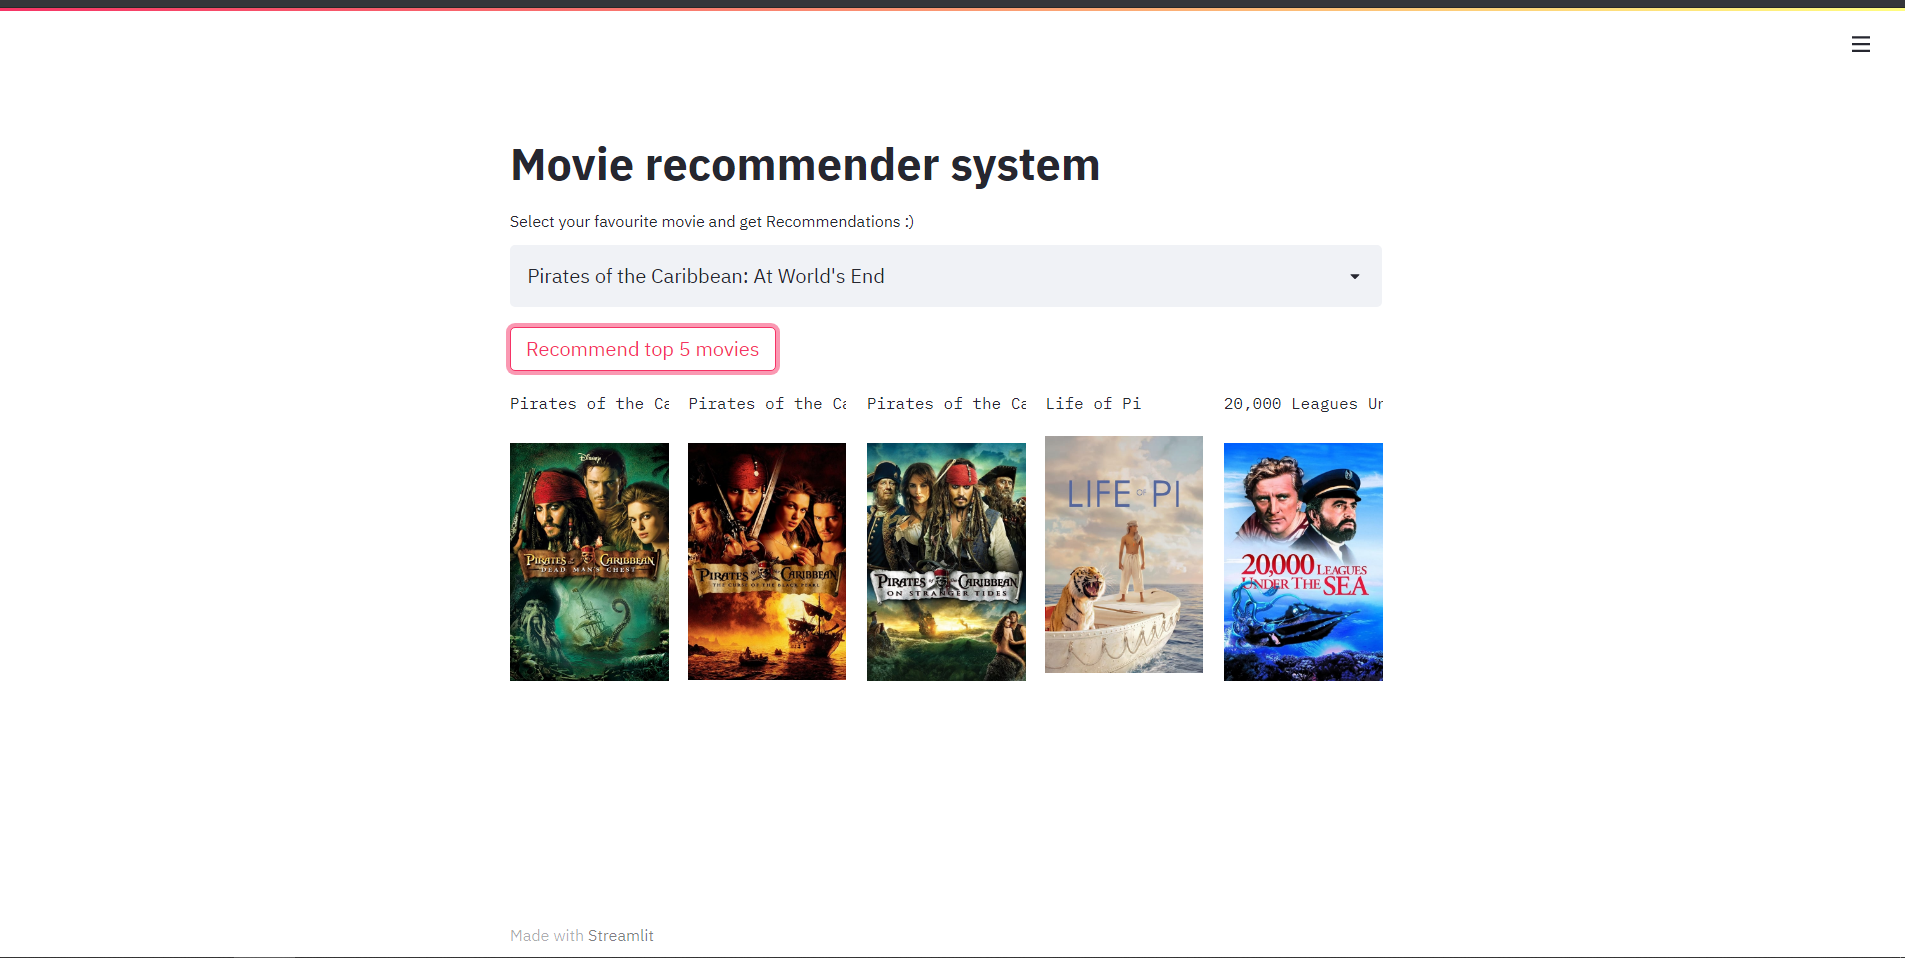 Movie recommender system
Select your favourite movie and get Recommendations :)
Pirates of the Caribbean: At World's End
Recommend top 5 movies
Pirates of the Ca
Pirates of the Ca
Pirates of the Ca
Life of Pi
20,000 Leagues Un
Disney
PIRATES of the CARIBBEAN
DEAD MAN'S CHEST
PIRATES of the CARIBBEAN
THE CURSE OF THE BLACK PEARL
PIRATES of the CARIBBEAN
ON STRANGER TIDES
LIFE OF PI
20,000 LEAGUES
UNDER THE SEA
Made with Streamlit